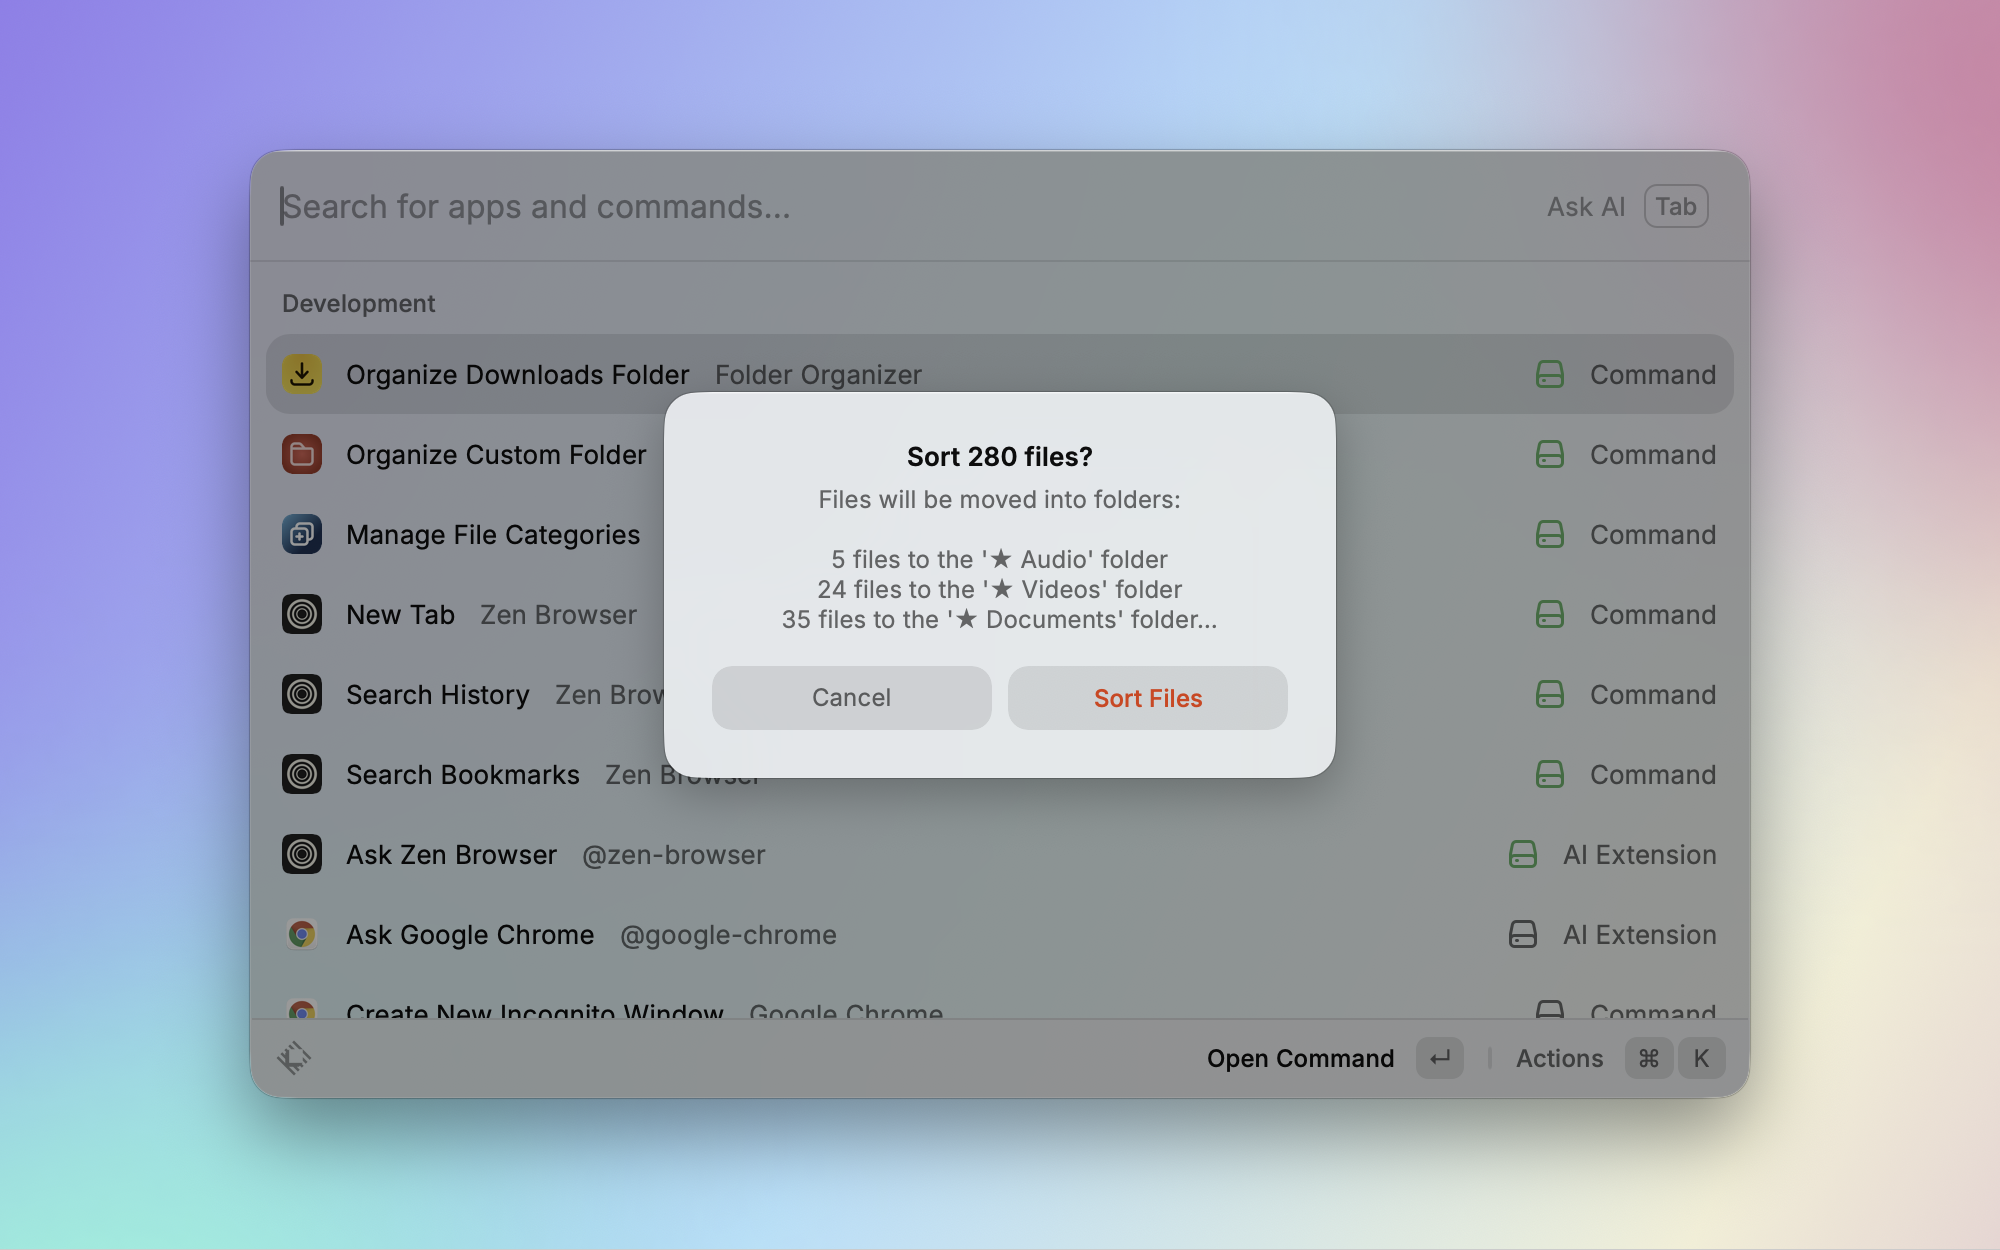 Search for apps and commands...
Ask AI Tab
Development
Organize Downloads Folder Folder Organizer Command
Organize Custom Folder Command
Manage File Categories Command
New Tab Zen Browser Command
Search History Zen Brow Command
Search Bookmarks Zen Browser Command
Ask Zen Browser @zen-browser AI Extension
Ask Google Chrome @google-chrome AI Extension
Create New Incognito Window Google Chrome Command
Sort 280 files?
Files will be moved into folders:
5 files to the '★ Audio' folder
24 files to the '★ Videos' folder
35 files to the '★ Documents' folder...
Cancel
Sort Files
Open Command ↵ Actions ⌘ K